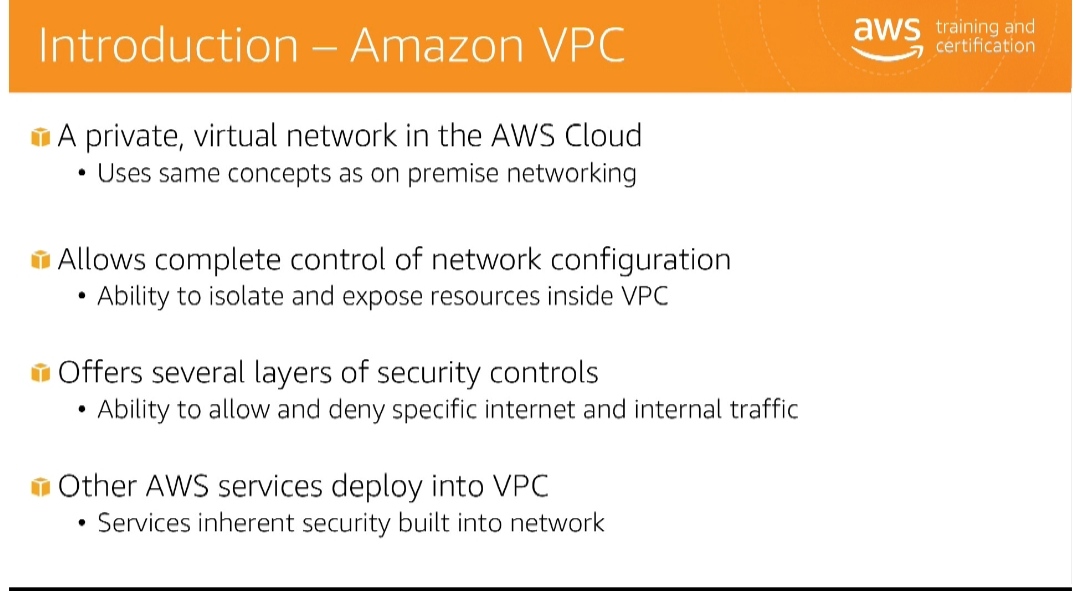 Introduction – Amazon VPC
aws training and
certification
A private, virtual network in the AWS Cloud
• Uses same concepts as on premise networking
Allows complete control of network configuration
• Ability to isolate and expose resources inside VPC
Offers several layers of security controls
• Ability to allow and deny specific internet and internal traffic
Other AWS services deploy into VPC
• Services inherent security built into network